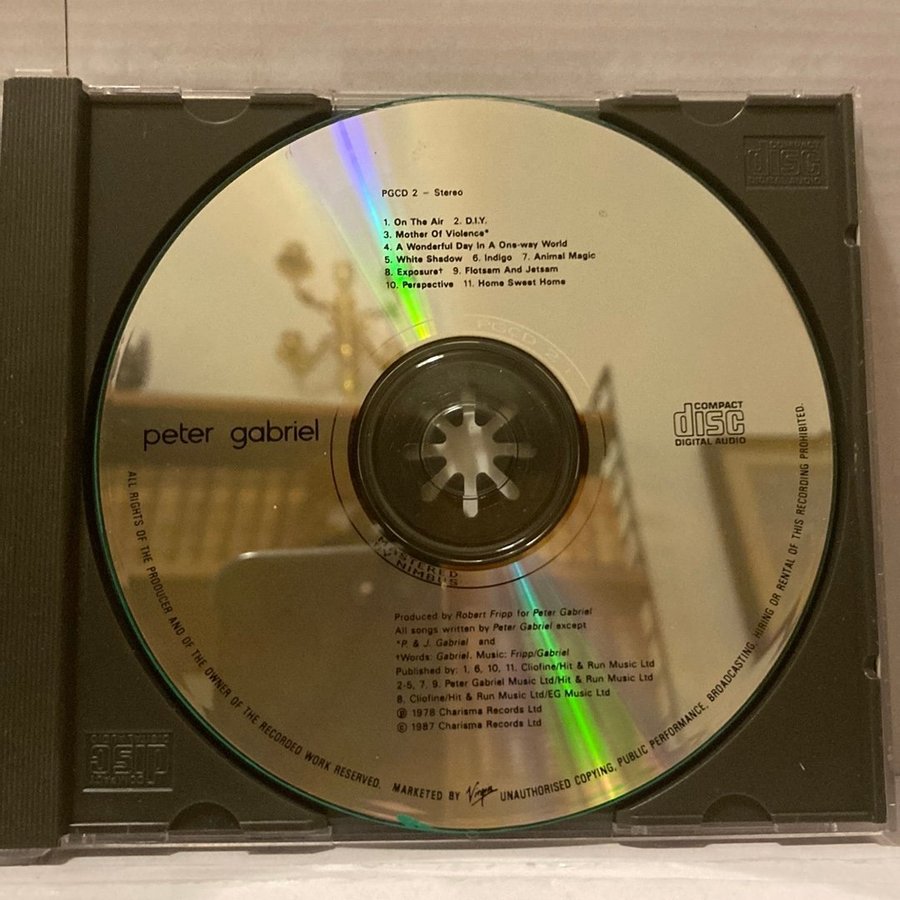 PGCD 2 – Stereo
1. On The Air 2. D.I.Y.
3. Mother Of Violence*
4. A Wonderful Day In A One-way World
5. White Shadow 6. Indigo 7. Animal Magic
8. Exposure† 9. Flotsam And Jetsam
10. Perspective 11. Home Sweet Home
PGCD 2
peter gabriel
COMPACT
disc
DIGITAL AUDIO
MASTERED
BY NIMBUS
Produced by Robert Fripp for Peter Gabriel
All songs written by Peter Gabriel except
*P. & J. Gabriel and
†Words: Gabriel. Music: Fripp/Gabriel
Published by: 1, 6, 10, 11. Cliofine/Hit & Run Music Ltd
2-5, 7, 9. Peter Gabriel Music Ltd/Hit & Run Music Ltd
8. Cliofine/Hit & Run Music Ltd/EG Music Ltd
℗ 1978 Charisma Records Ltd
© 1987 Charisma Records Ltd
ALL RIGHTS OF THE PRODUCER AND OF THE OWNER OF THE RECORDED WORK RESERVED. MARKETED BY Virgin UNAUTHORISED COPYING, PUBLIC PERFORMANCE, BROADCASTING, HIRING OR RENTAL OF THIS RECORDING PROHIBITED.
disc